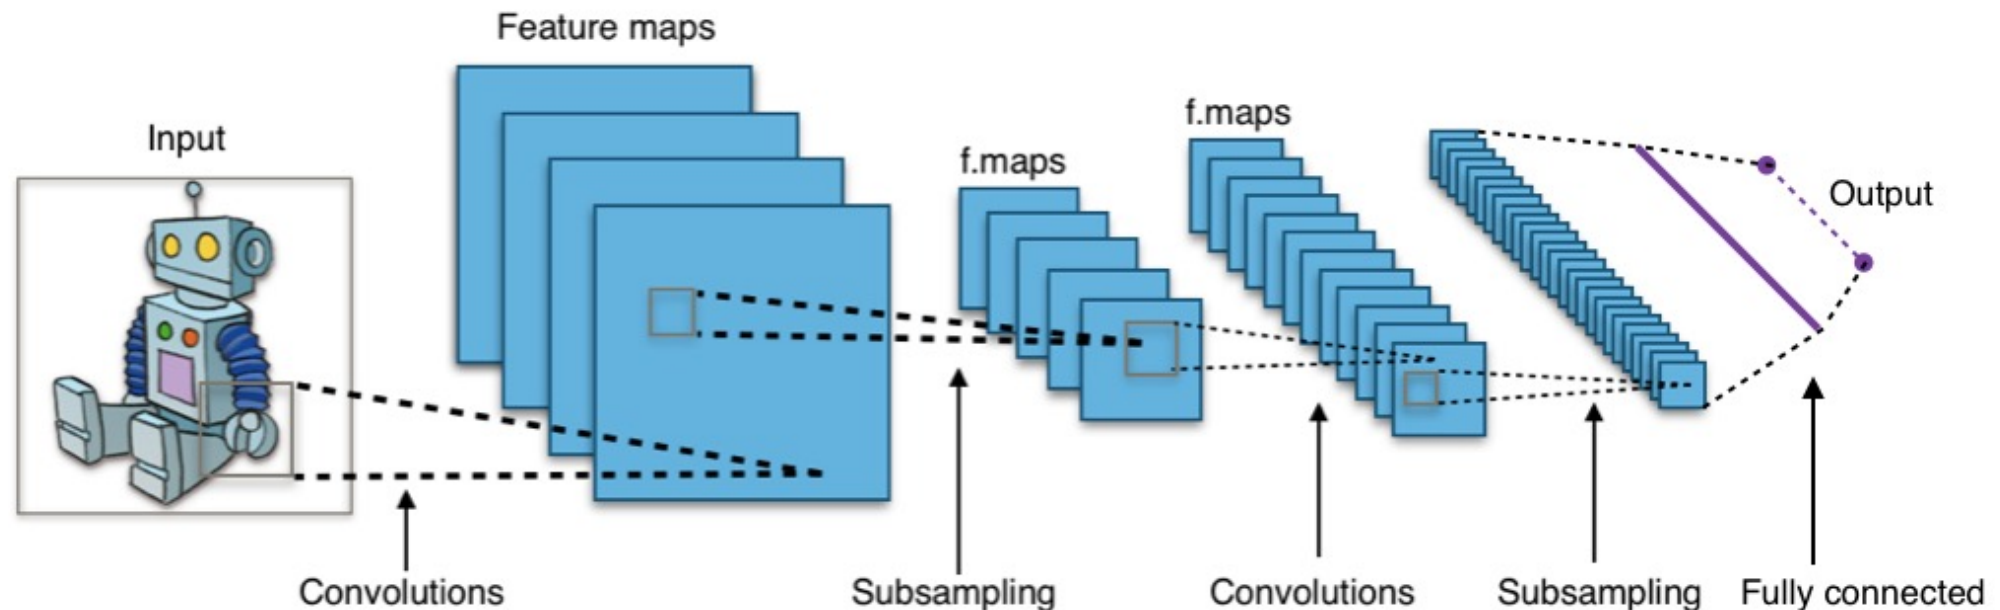 Feature maps
f.maps
Input
f.maps
Output
Convolutions
Subsampling
Convolutions
Subsampling
Fully connected